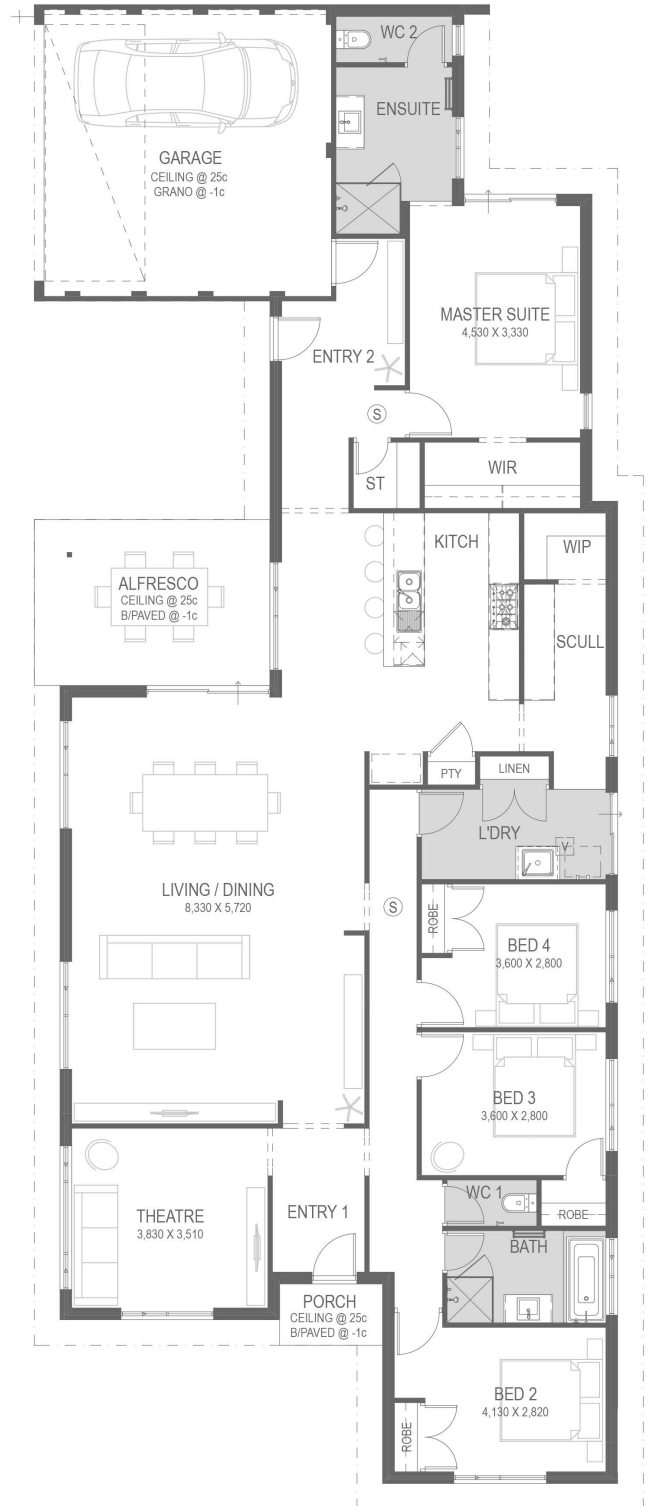 WC 2
ENSUITE
GARAGE
CEILING @ 25c
GRANO @ -1c
MASTER SUITE
4,530 X 3,330
ENTRY 2
S
ST
WIR
KITCH
WIP
ALFRESCO
CEILING @ 25c
B/PAVED @ -1c
SCULL
PTY
LINEN
L'DRY
V
LIVING / DINING
8,330 X 5,720
S
ROBE
BED 4
3,600 X 2,800
BED 3
3,600 X 2,800
WC 1
ROBE
THEATRE
3,830 X 3,510
ENTRY 1
BATH
PORCH
CEILING @ 25c
B/PAVED @ -1c
BED 2
4,130 X 2,820
ROBE